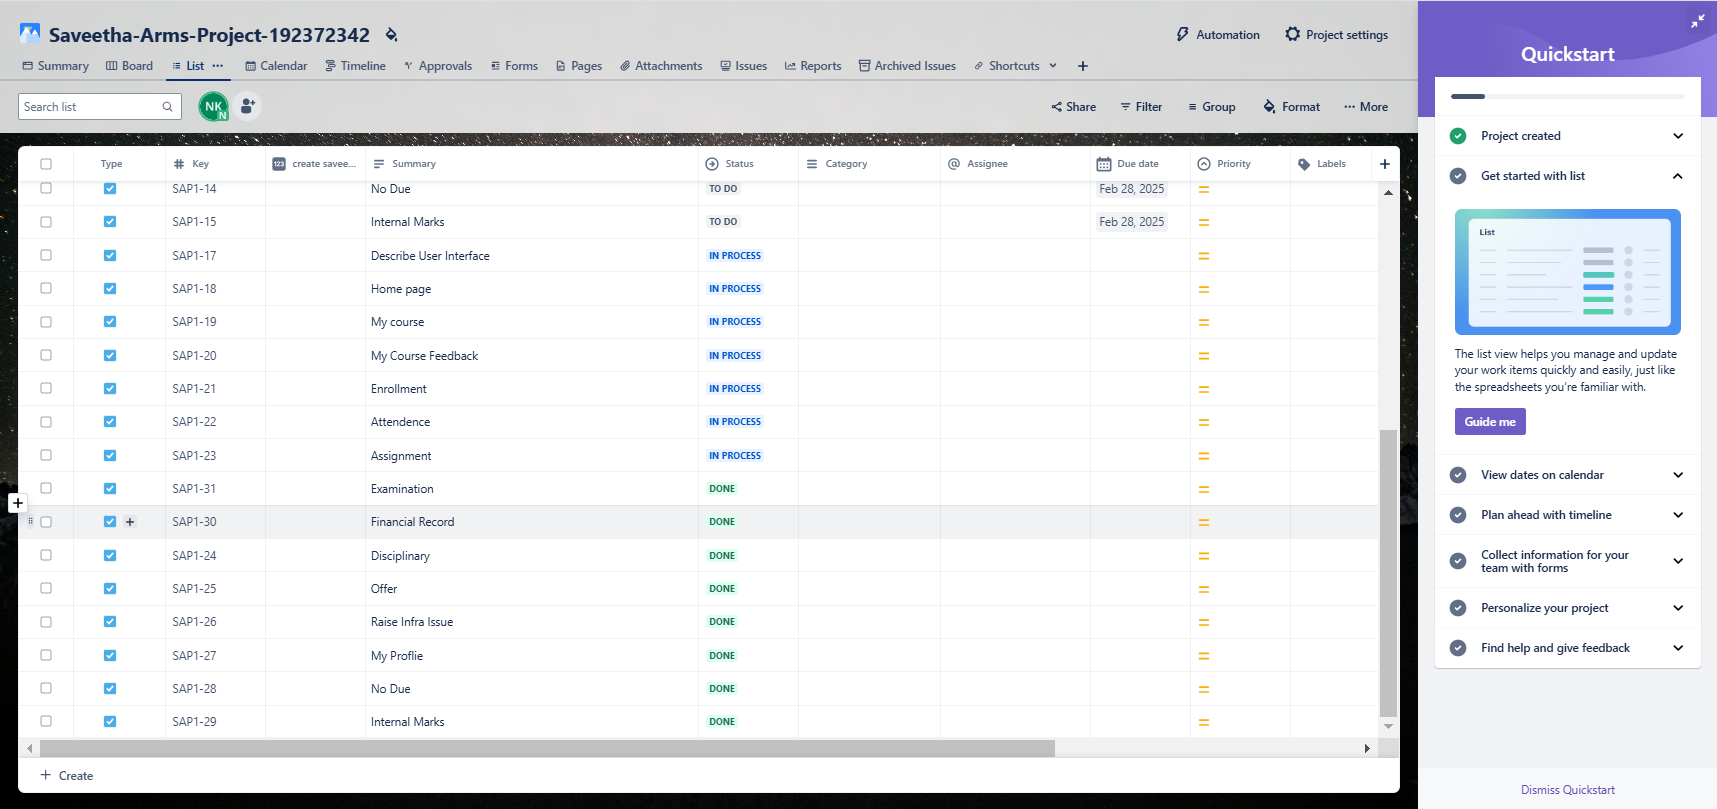 Saveetha-Arms-Project-192372342
Automation
Project settings
Summary Board List Calendar Timeline Approvals Forms Pages Attachments Issues Reports Archived Issues Shortcuts
Search list
NK
N
Share Filter Group Format More
Type Key 123 create savee... Summary Status Category Assignee Due date Priority Labels
SAP1-14 No Due TO DO Feb 28, 2025
SAP1-15 Internal Marks TO DO Feb 28, 2025
SAP1-17 Describe User Interface IN PROCESS
SAP1-18 Home page IN PROCESS
SAP1-19 My course IN PROCESS
SAP1-20 My Course Feedback IN PROCESS
SAP1-21 Enrollment IN PROCESS
SAP1-22 Attendence IN PROCESS
SAP1-23 Assignment IN PROCESS
SAP1-31 Examination DONE
SAP1-30 Financial Record DONE
SAP1-24 Disciplinary DONE
SAP1-25 Offer DONE
SAP1-26 Raise Infra Issue DONE
SAP1-27 My Proflie DONE
SAP1-28 No Due DONE
SAP1-29 Internal Marks DONE
Create
Quickstart
Project created
Get started with list
List
The list view helps you manage and update
your work items quickly and easily, just like
the spreadsheets you're familiar with.
Guide me
View dates on calendar
Plan ahead with timeline
Collect information for your
team with forms
Personalize your project
Find help and give feedback
Dismiss Quickstart